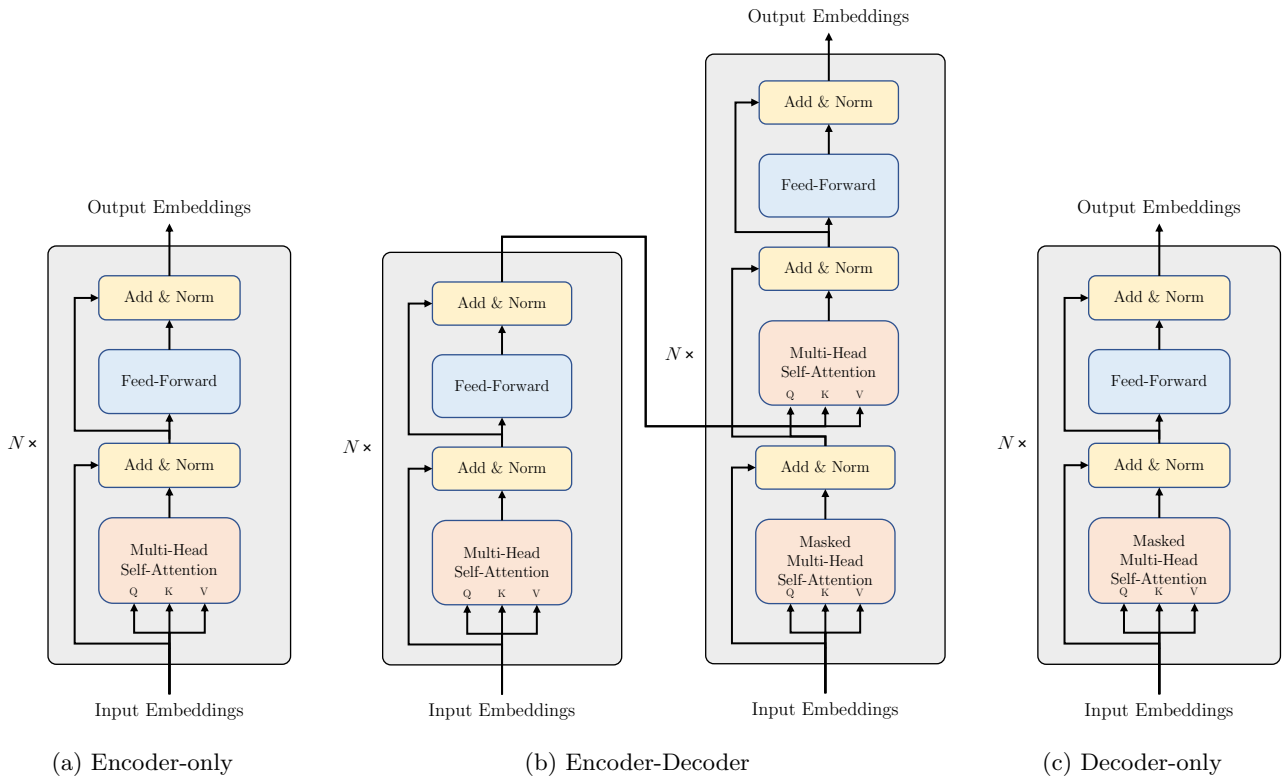 Output Embeddings
Add & Norm
Feed-Forward
N×
Add & Norm
Multi-Head
Self-Attention
Q K V
Input Embeddings
(a) Encoder-only
Add & Norm
Feed-Forward
N×
Add & Norm
Multi-Head
Self-Attention
Q K V
Input Embeddings
Output Embeddings
Add & Norm
Feed-Forward
Add & Norm
N×
Multi-Head
Self-Attention
Q K V
Add & Norm
Masked
Multi-Head
Self-Attention
Q K V
Input Embeddings
(b) Encoder-Decoder
Output Embeddings
Add & Norm
Feed-Forward
N×
Add & Norm
Masked
Multi-Head
Self-Attention
Q K V
Input Embeddings
(c) Decoder-only